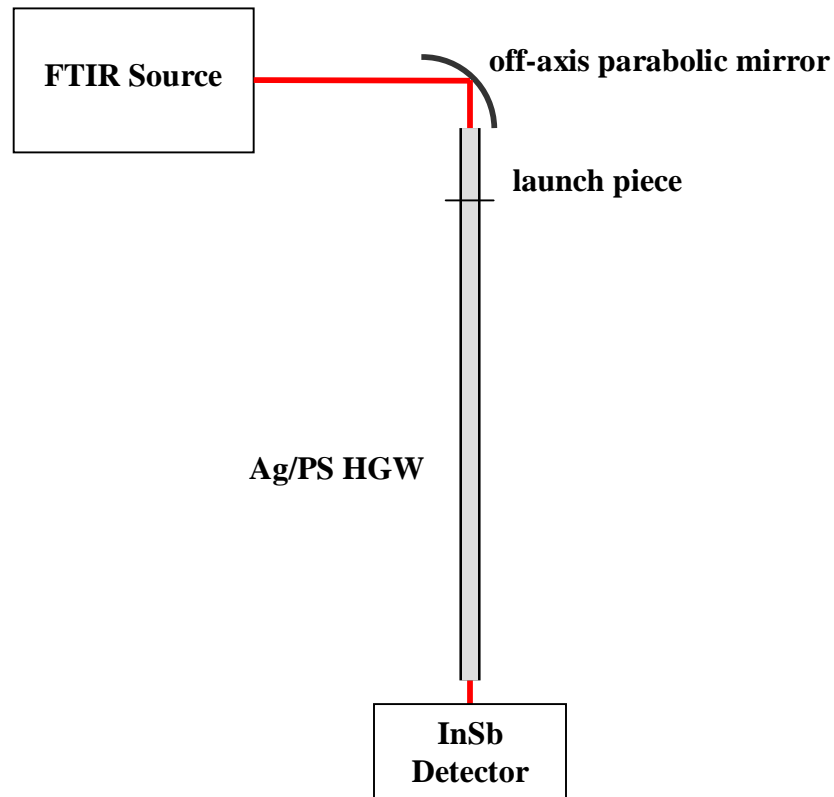 FTIR Source
off-axis parabolic mirror
launch piece
Ag/PS HGW
InSb
Detector